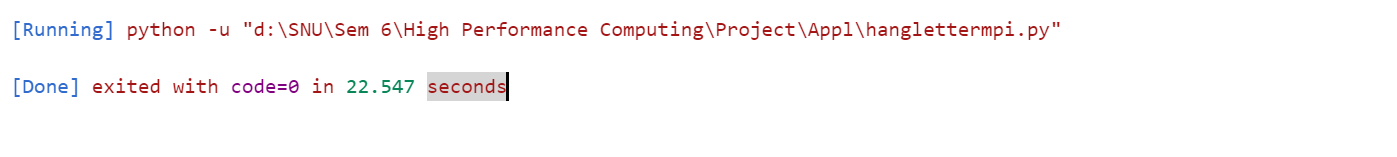 [Running] python -u "d:\SNU\Sem 6\High Performance Computing\Project\Appl\hanglettermpi.py"
[Done] exited with code=0 in 22.547 seconds